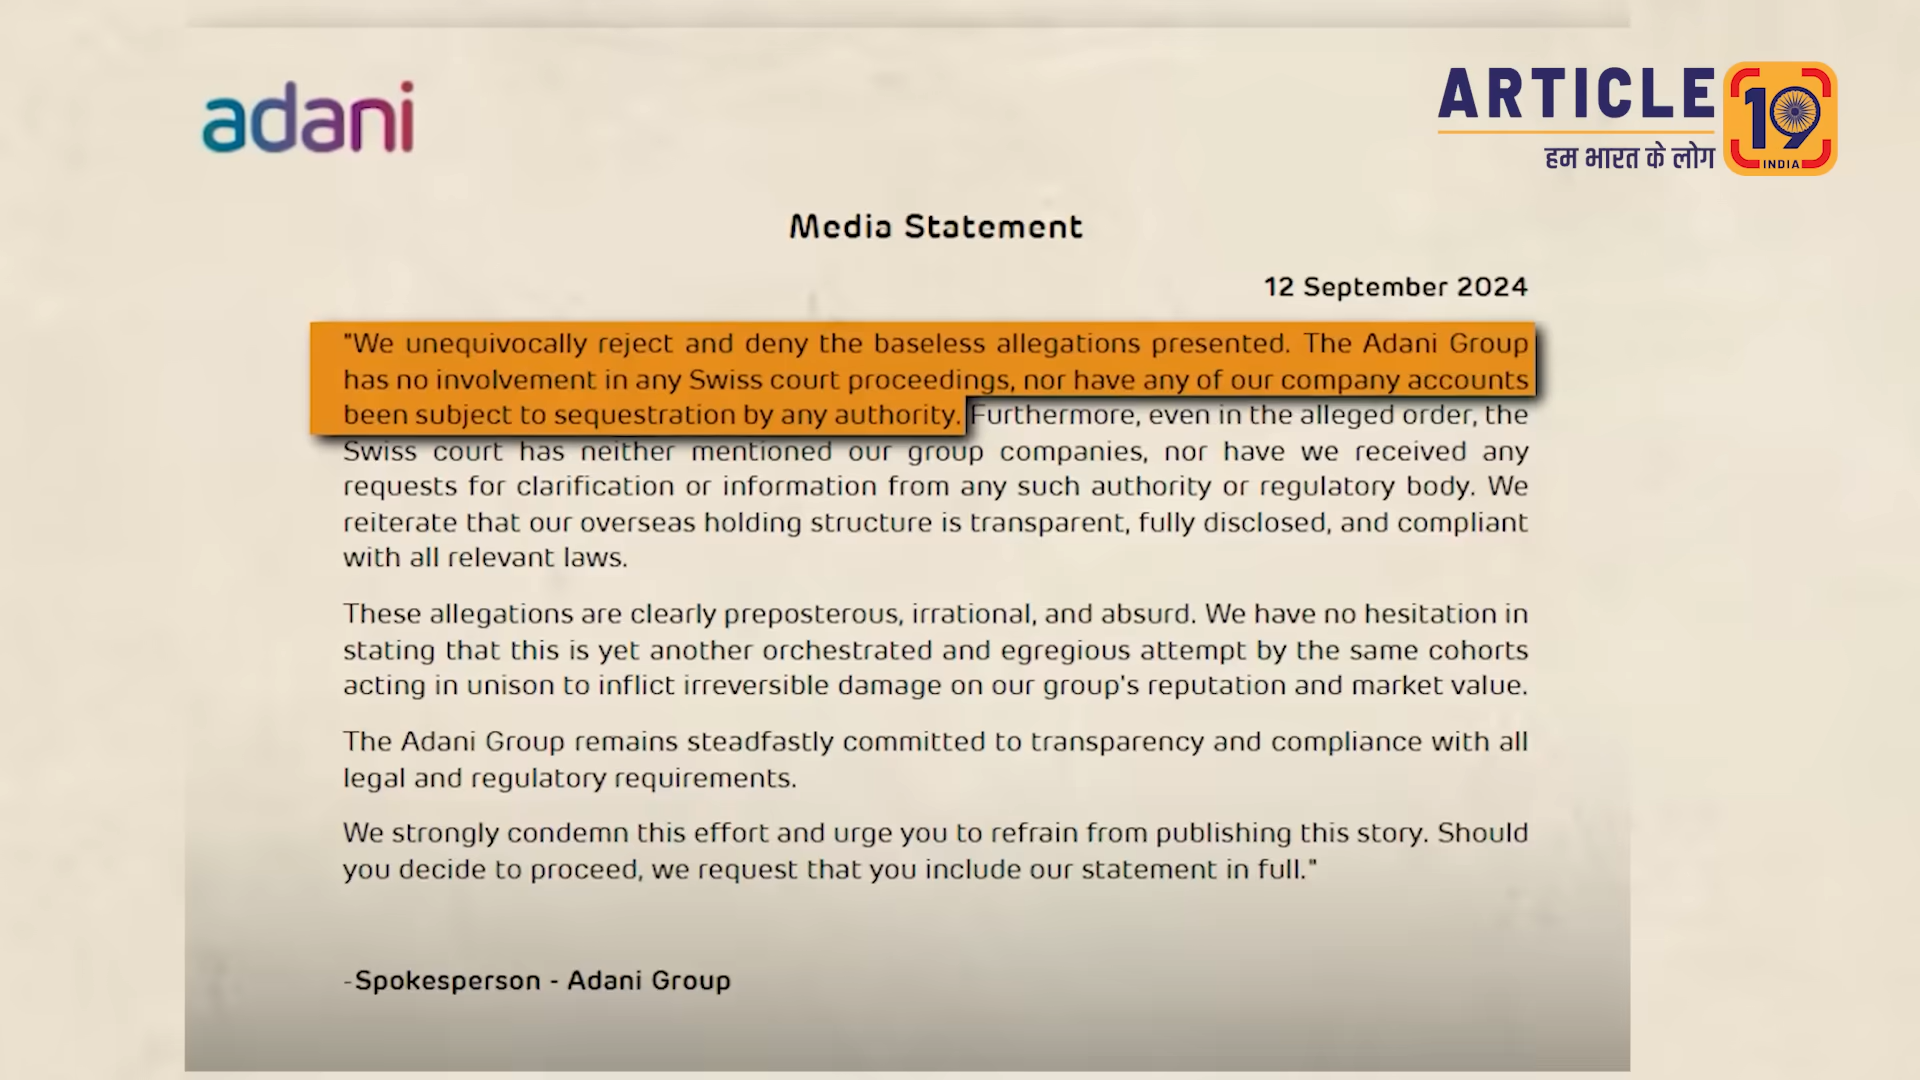 adani
ARTICLE
19
INDIA
हम भारत के लोग
Media Statement
12 September 2024
"We unequivocally reject and deny the baseless allegations presented. The Adani Group
has no involvement in any Swiss court proceedings, nor have any of our company accounts
been subject to sequestration by any authority. Furthermore, even in the alleged order, the
Swiss court has neither mentioned our group companies, nor have we received any
requests for clarification or information from any such authority or regulatory body. We
reiterate that our overseas holding structure is transparent, fully disclosed, and compliant
with all relevant laws.
These allegations are clearly preposterous, irrational, and absurd. We have no hesitation in
stating that this is yet another orchestrated and egregious attempt by the same cohorts
acting in unison to inflict irreversible damage on our group's reputation and market value.
The Adani Group remains steadfastly committed to transparency and compliance with all
legal and regulatory requirements.
We strongly condemn this effort and urge you to refrain from publishing this story. Should
you decide to proceed, we request that you include our statement in full."
-Spokesperson - Adani Group